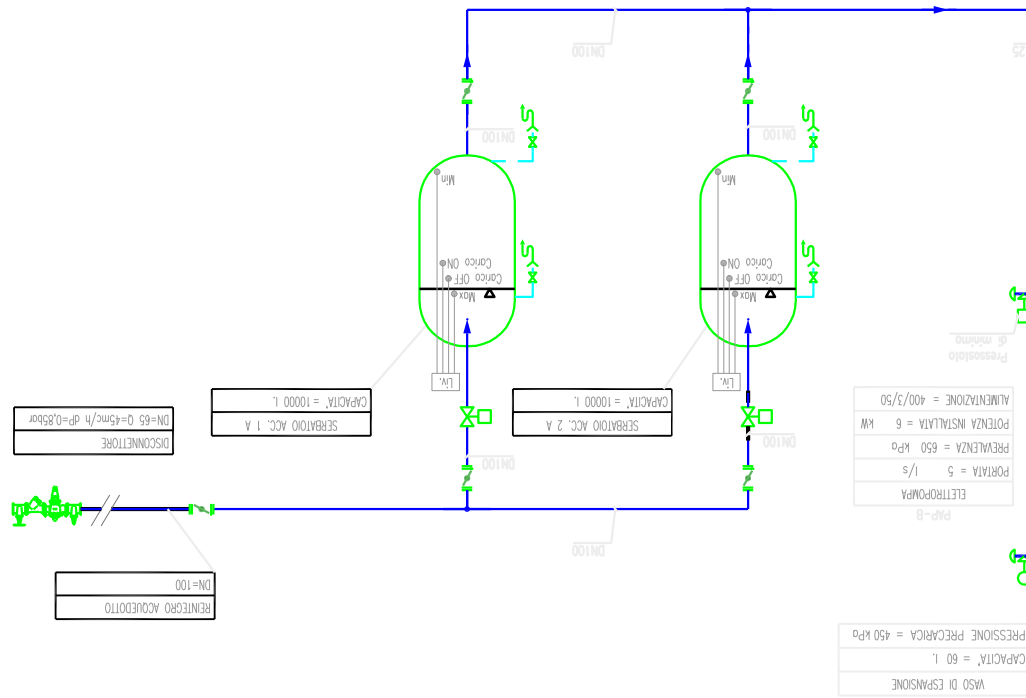 VASO DI ESPANSIONE
CAPACITA' = 60 l.
PRESSIONE PRECARICA = 450 kPa
REINTEGRO ACQUEDOTTO
DN=100
DN100
PAP-B
ELETTROPOMPA
PORTATA = 5 l/s
PREVALENZA = 650 kPa
POTENZA INSTALLATA = 6 kW
ALIMENTAZIONE = 400/3/50
DN100
DN100
DISCONNETTORE
DN=65 Q=45mc/h dP=0,85bar
SERBATOIO ACC. 2 A
CAPACITA' = 10000 l.
SERBATOIO ACC. 1 A
CAPACITA' = 10000 l.
Liv.
Liv.
Pressostato
di minimo
Max
Carico OFF
Carico ON
Min
Max
Carico OFF
Carico ON
Min
DN100
DN100
25
DN100